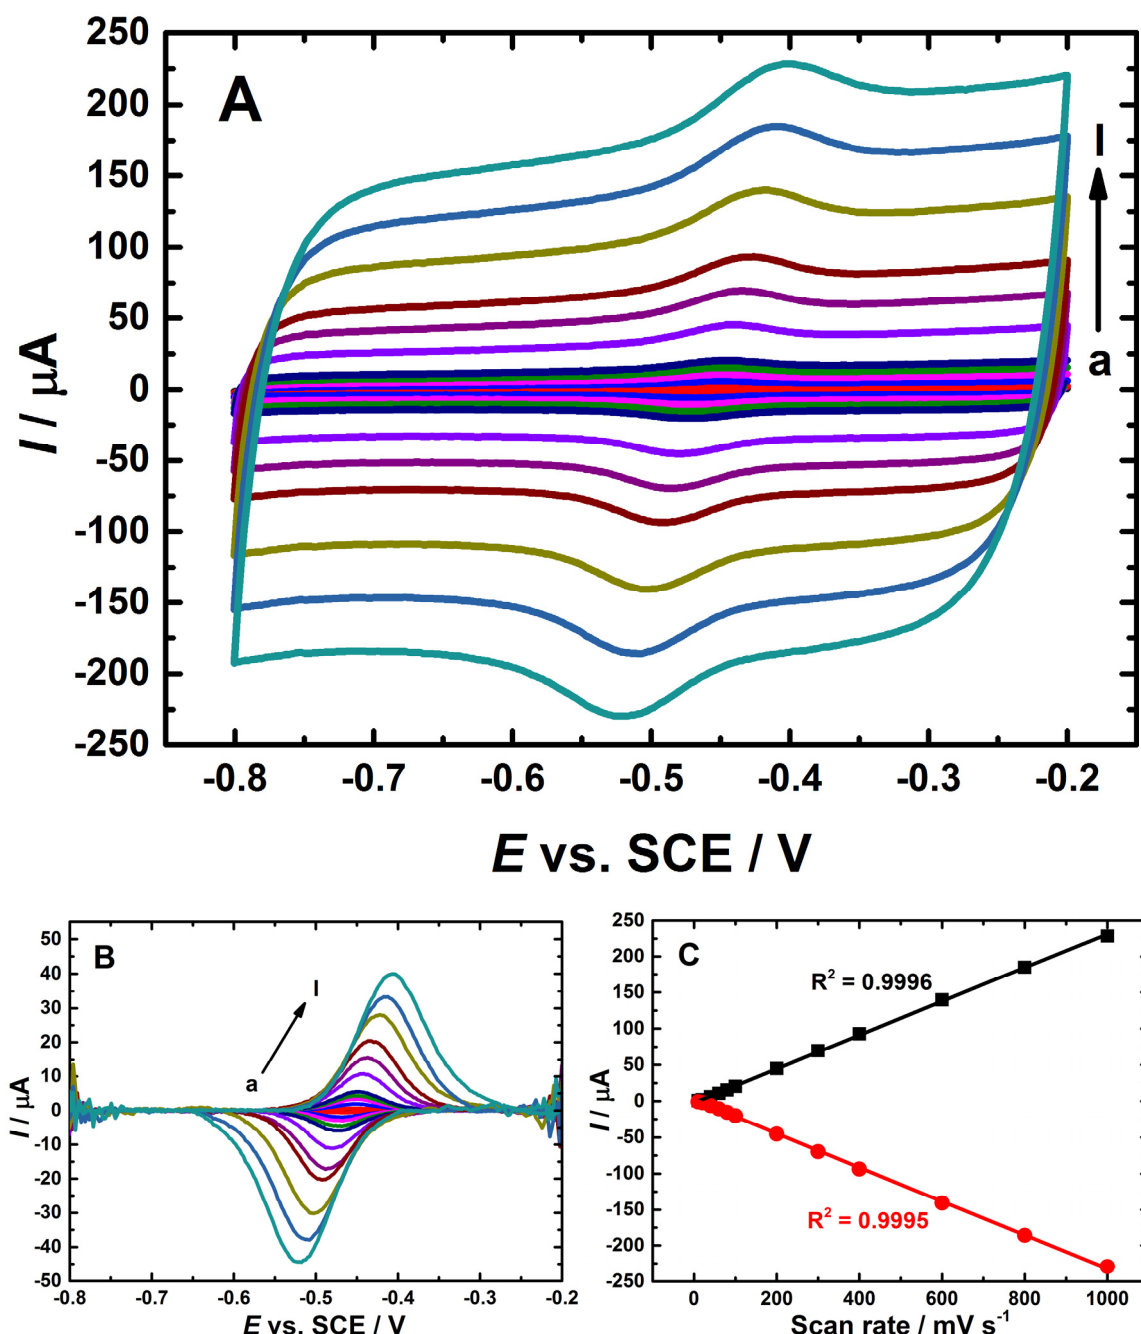 250
200
150
100
50
0
-50
-100
-150
-200
-250
I / µA
A
l
a
-0.8 -0.7 -0.6 -0.5 -0.4 -0.3 -0.2
E vs. SCE / V
50
40
30
20
10
0
-10
-20
-30
-40
-50
I / µA
B
l
a
-0.8 -0.7 -0.6 -0.5 -0.4 -0.3 -0.2
E vs. SCE / V
250
200
150
100
50
0
-50
-100
-150
-200
-250
I / µA
C
R² = 0.9996
R² = 0.9995
0 200 400 600 800 1000
Scan rate / mV s⁻¹